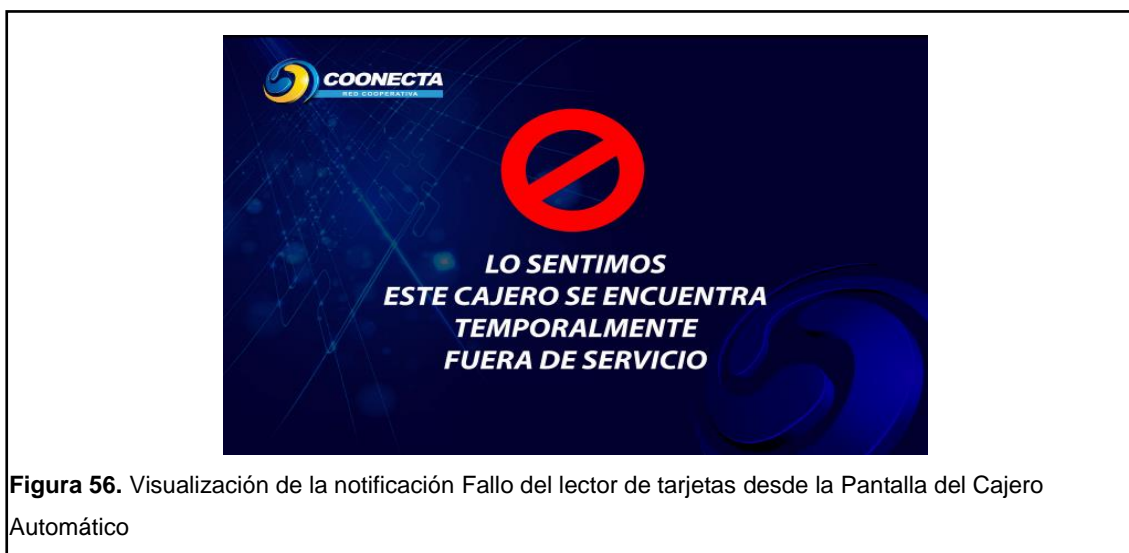 COONECTA
RED COOPERATIVA
LO SENTIMOS
ESTE CAJERO SE ENCUENTRA
TEMPORALMENTE
FUERA DE SERVICIO
Figura 56. Visualización de la notificación Fallo del lector de tarjetas desde la Pantalla del Cajero
Automático